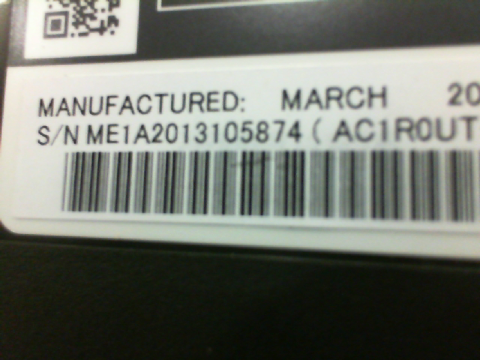 MANUFACTURED: MARCH 20
S/N ME1A2013105874 ( AC1R0UT